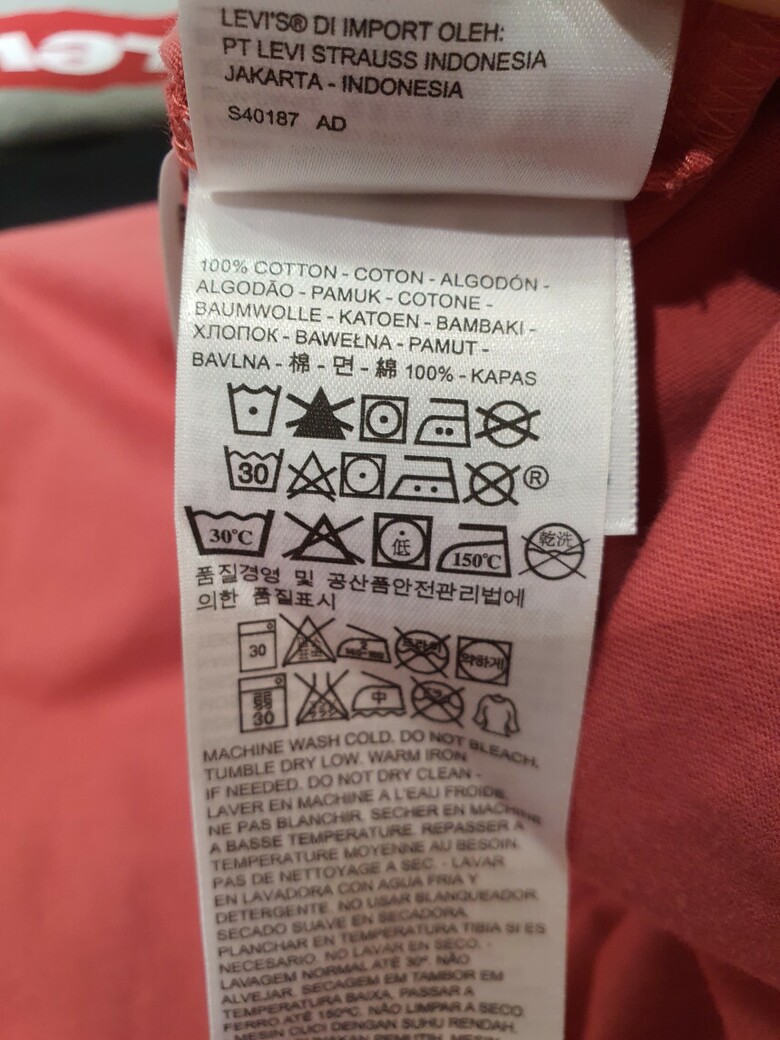 LEVI'S® DI IMPORT OLEH:
PT LEVI STRAUSS INDONESIA
JAKARTA - INDONESIA
S40187 AD
100% COTTON - COTON - ALGODÓN -
ALGODÃO - PAMUK - COTONE -
BAUMWOLLE - KATOEN - BAMBAKI -
ХЛОПОК - BAWEŁNA - PAMUT -
BAVLNA - 棉 - 면 - 綿 100% - KAPAS
30 ®
30°C 低 150°C 乾洗
품질경영 및 공산품안전관리법에
의한 품질표시
30 약하게
30 中
MACHINE WASH COLD. DO NOT BLEACH.
TUMBLE DRY LOW. WARM IRON
IF NEEDED. DO NOT DRY CLEAN -
LAVER EN MACHINE A L'EAU FROIDE.
NE PAS BLANCHIR. SECHER EN MACHINE
A BASSE TEMPERATURE. REPASSER A
TEMPERATURE MOYENNE AU BESOIN.
PAS DE NETTOYAGE A SEC. - LAVAR
EN LAVADORA CON AGUA FRIA Y
DETERGENTE. NO USAR BLANQUEADOR.
SECADO SUAVE EN SECADORA.
PLANCHAR EN TEMPERATURA TIBIA SI ES
NECESARIO. NO LAVAR EN SECO. -
LAVAGEM NORMAL ATÉ 30º. NÃO
ALVEJAR. SECAGEM EM TAMBOR EM
TEMPERATURA BAIXA. PASSAR A
FERRO ATÉ 150ºC. NÃO LIMPAR A SECO.
MESIN CUCI DENGAN SUHU RENDAH.